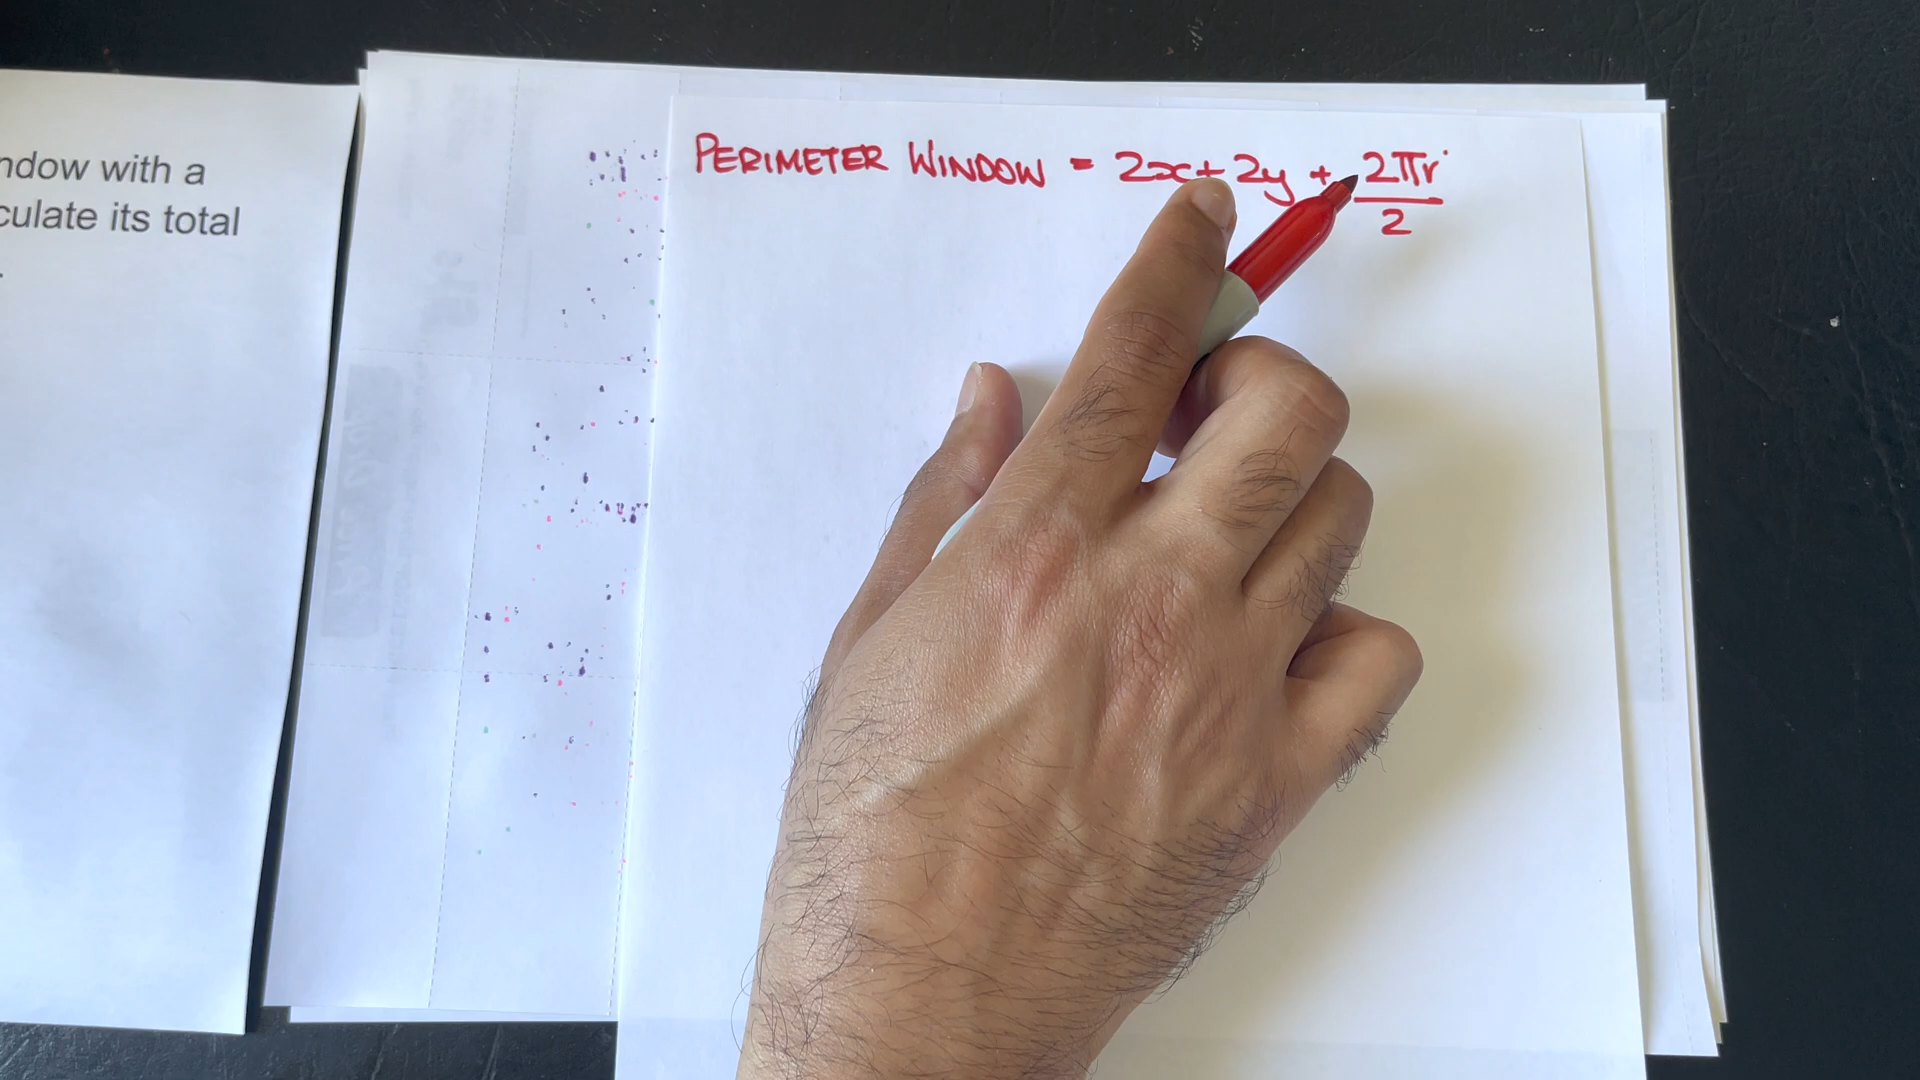 ndow with a
culate its total
.
PERIMETER WINDOW = 2x + 2y + 2πr
2